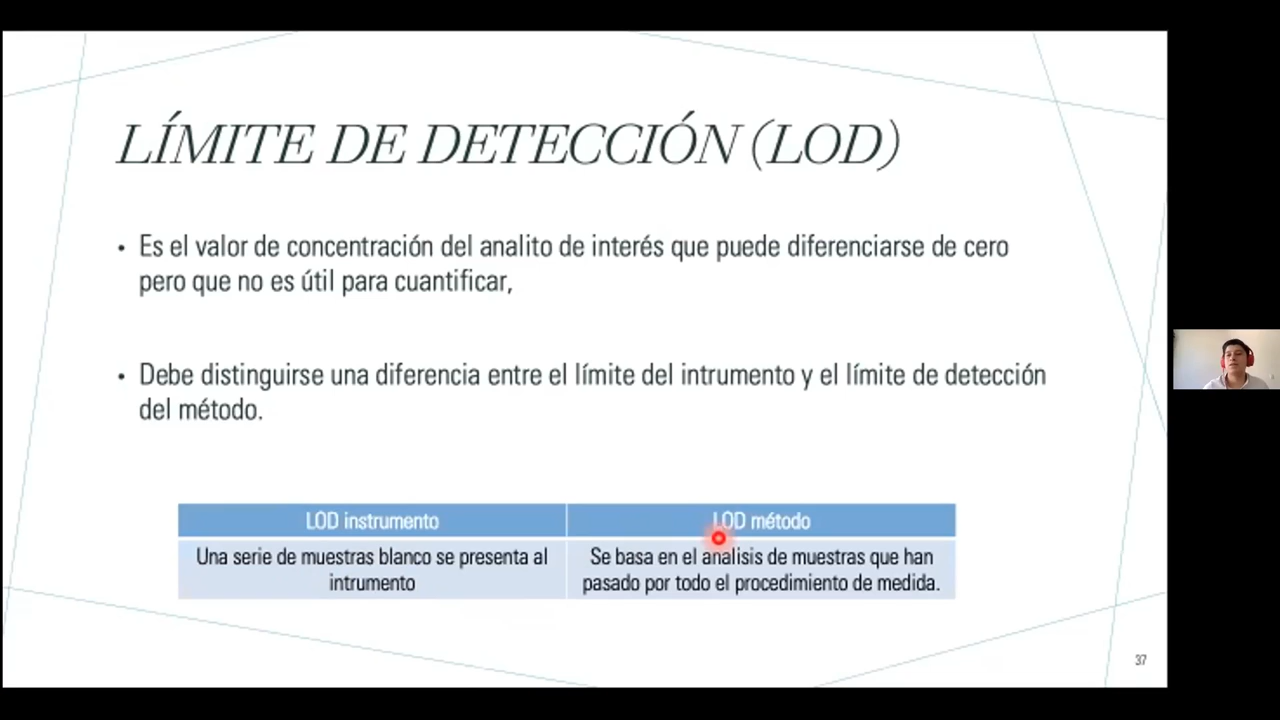 LÍMITE DE DETECCIÓN (LOD)
• Es el valor de concentración del analito de interés que puede diferenciarse de cero
pero que no es útil para cuantificar,
• Debe distinguirse una diferencia entre el límite del intrumento y el límite de detección
del método.
LOD instrumento
Una serie de muestras blanco se presenta al
intrumento
LOD método
Se basa en el análisis de muestras que han
pasado por todo el procedimiento de medida.
37